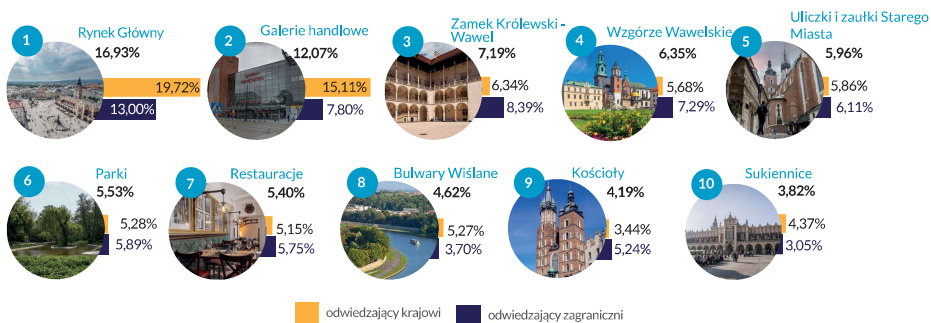 1
Rynek Główny
16,93%
19,72%
13,00%
2
Galerie handlowe
12,07%
15,11%
7,80%
3
Zamek Królewski -
Wawel
7,19%
6,34%
8,39%
4
Wzgórze Wawelskie
6,35%
5,68%
7,29%
5
Uliczki i zaułki Starego
Miasta
5,96%
5,86%
6,11%
6
Parki
5,53%
5,28%
5,89%
7
Restauracje
5,40%
5,15%
5,75%
8
Bulwary Wiślane
4,62%
5,27%
3,70%
9
Kościoły
4,19%
3,44%
5,24%
10
Sukiennice
3,82%
4,37%
3,05%
odwiedzający krajowi
odwiedzający zagraniczni